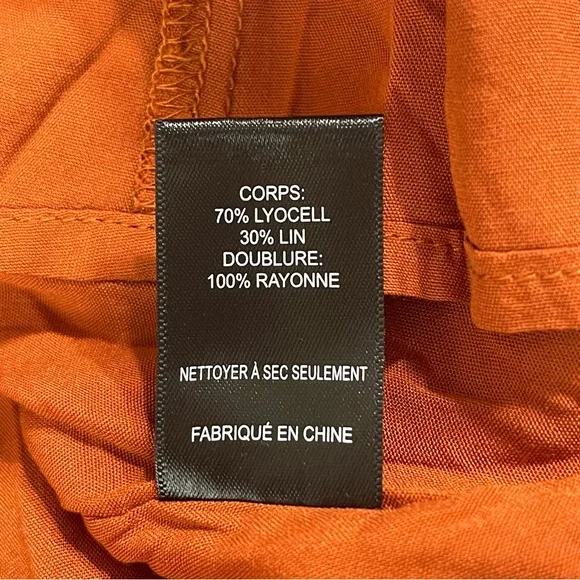 CORPS:
70% LYOCELL
30% LIN
DOUBLURE:
100% RAYONNE
NETTOYER À SEC SEULEMENT
FABRIQUÉ EN CHINE